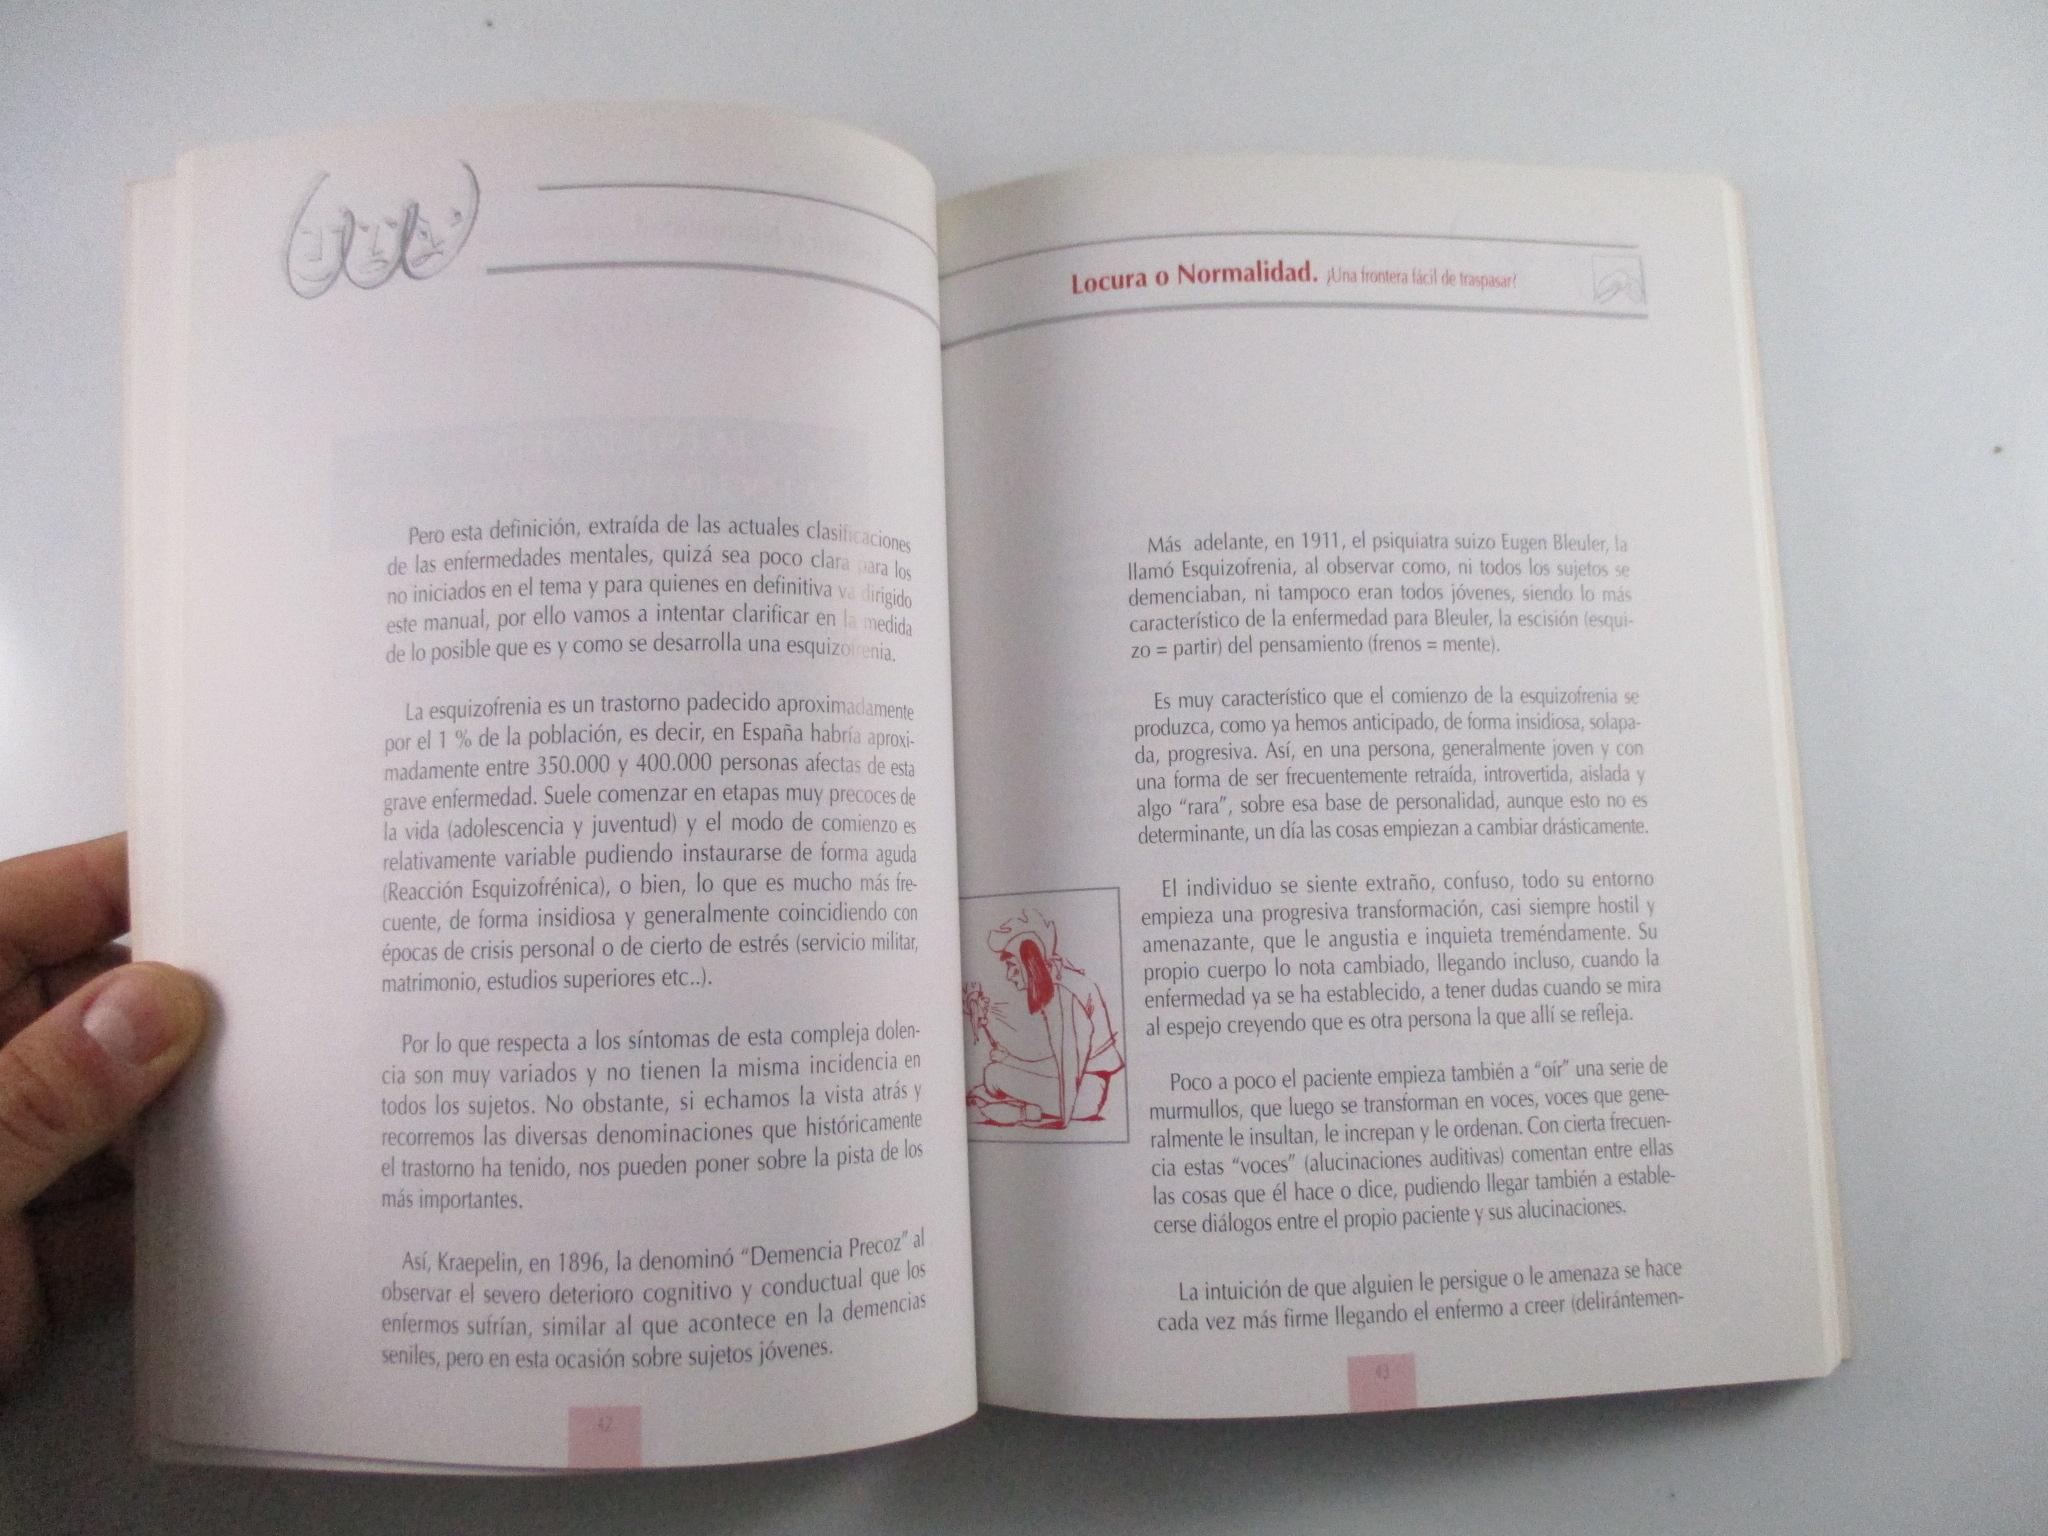 Pero esta definición, extraída de las actuales clasificaciones
de las enfermedades mentales, quizá sea poco clara para los
no iniciados en el tema y para quienes en definitiva va dirigido
este manual, por ello vamos a intentar clarificar en la medida
de lo posible que es y como se desarrolla una esquizofrenia.
La esquizofrenia es un trastorno padecido aproximadamente
por el 1 % de la población, es decir, en España habría aproxi-
madamente entre 350.000 y 400.000 personas afectas de esta
grave enfermedad. Suele comenzar en etapas muy precoces de
la vida (adolescencia y juventud) y el modo de comienzo es
relativamente variable pudiendo instaurarse de forma aguda
(Reacción Esquizofrénica), o bien, lo que es mucho más fre-
cuente, de forma insidiosa y generalmente coincidiendo con
épocas de crisis personal o de cierto de estrés (servicio militar,
matrimonio, estudios superiores etc..).
Por lo que respecta a los síntomas de esta compleja dolen-
cia son muy variados y no tienen la misma incidencia en
todos los sujetos. No obstante, si echamos la vista atrás y
recorremos las diversas denominaciones que históricamente
el trastorno ha tenido, nos pueden poner sobre la pista de los
más importantes.
Así, Kraepelin, en 1896, la denominó “Demencia Precoz” al
observar el severo deterioro cognitivo y conductual que los
enfermos sufrían, similar al que acontece en la demencias
seniles, pero en esta ocasión sobre sujetos jóvenes.
42
Locura o Normalidad. ¿Una frontera fácil de traspasar?
Más adelante, en 1911, el psiquiatra suizo Eugen Bleuler, la
llamó Esquizofrenia, al observar como, ni todos los sujetos se
demenciaban, ni tampoco eran todos jóvenes, siendo lo más
característico de la enfermedad para Bleuler, la escisión (esqui-
zo = partir) del pensamiento (frenos = mente).
Es muy característico que el comienzo de la esquizofrenia se
produzca, como ya hemos anticipado, de forma insidiosa, solapa-
da, progresiva. Así, en una persona, generalmente joven y con
una forma de ser frecuentemente retraída, introvertida, aislada y
algo “rara”, sobre esa base de personalidad, aunque esto no es
determinante, un día las cosas empiezan a cambiar drásticamente.
El individuo se siente extraño, confuso, todo su entorno
empieza una progresiva transformación, casi siempre hostil y
amenazante, que le angustia e inquieta treméndamente. Su
propio cuerpo lo nota cambiado, llegando incluso, cuando la
enfermedad ya se ha establecido, a tener dudas cuando se mira
al espejo creyendo que es otra persona la que allí se refleja.
Poco a poco el paciente empieza también a “oír” una serie de
murmullos, que luego se transforman en voces, voces que gene-
ralmente le insultan, le increpan y le ordenan. Con cierta frecuen-
cia estas “voces” (alucinaciones auditivas) comentan entre ellas
las cosas que él hace o dice, pudiendo llegar también a estable-
cerse diálogos entre el propio paciente y sus alucinaciones.
La intuición de que alguien le persigue o le amenaza se hace
cada vez más firme llegando el enfermo a creer (delirántemen-
43